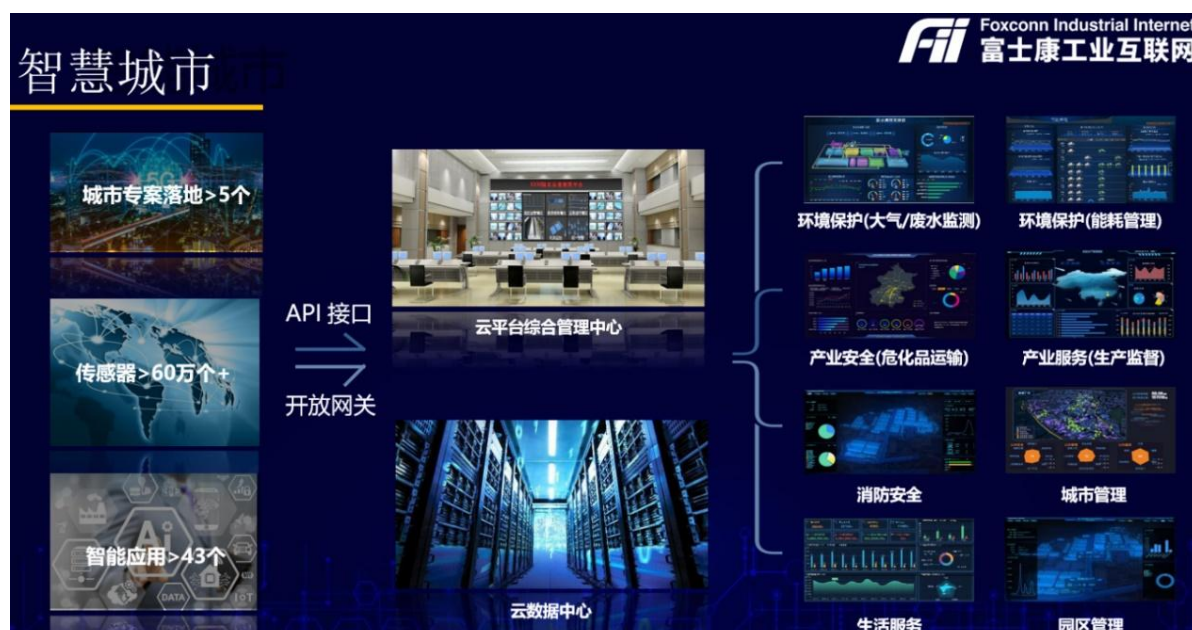 智慧城市
Foxconn Industrial Internet
富士康工业互联网
5G
城市专案落地>5个
传感器>60万个+
Ai
智能应用>43个
DATA
IoT
API 接口
开放网关
云平台综合管理中心
云数据中心
环境保护(大气/废水监测)
环境保护(能耗管理)
产业安全(危化品运输)
产业服务(生产监督)
消防安全
城市管理
生活服务
园区管理